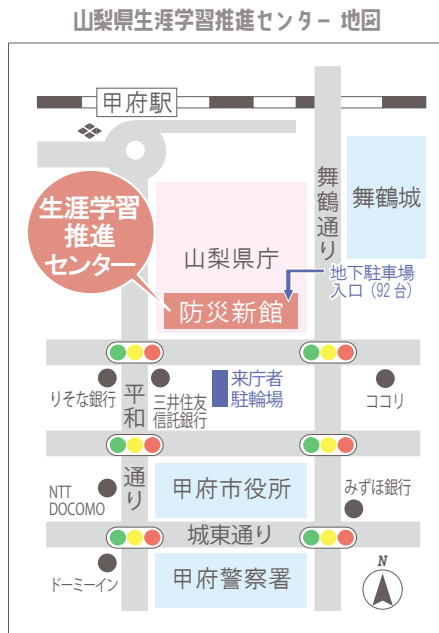 山梨県生涯学習推進センター 地図
甲府駅
舞鶴通り
舞鶴城
生涯学習
推進
センター
山梨県庁
地下駐車場
入口（92台）
防災新館
りそな銀行
平和通り
三井住友
信託銀行
来庁者
駐輪場
ココリ
NTT
DOCOMO
甲府市役所
みずほ銀行
城東通り
ドーミーイン
甲府警察署
N